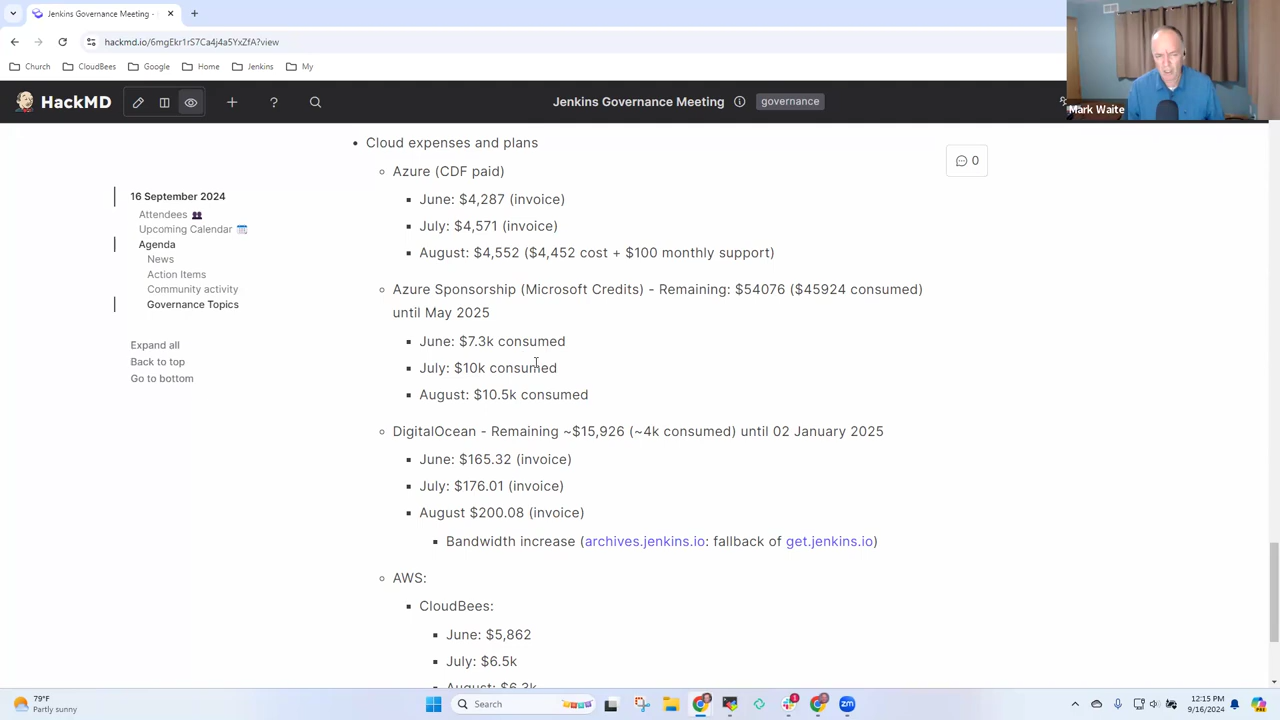 Jenkins Governance Meeting -
hackmd.io/6mgEkr1rS7Ca4j4a5YxZfA?view
Church
CloudBees
Google
Home
Jenkins
My
Mark Waite
HackMD
Jenkins Governance Meeting
governance
0
16 September 2024
Attendees
Upcoming Calendar
Agenda
News
Action Items
Community activity
Governance Topics
Expand all
Back to top
Go to bottom
Cloud expenses and plans
Azure (CDF paid)
June: $4,287 (invoice)
July: $4,571 (invoice)
August: $4,552 ($4,452 cost + $100 monthly support)
Azure Sponsorship (Microsoft Credits) - Remaining: $54076 ($45924 consumed)
until May 2025
June: $7.3k consumed
July: $10k consumed
August: $10.5k consumed
DigitalOcean - Remaining ~$15,926 (~4k consumed) until 02 January 2025
June: $165.32 (invoice)
July: $176.01 (invoice)
August $200.08 (invoice)
Bandwidth increase (archives.jenkins.io: fallback of get.jenkins.io)
AWS:
CloudBees:
June: $5,862
July: $6.5k
August: $6.3k
79°F
Partly sunny
Search
12:15 PM
9/16/2024